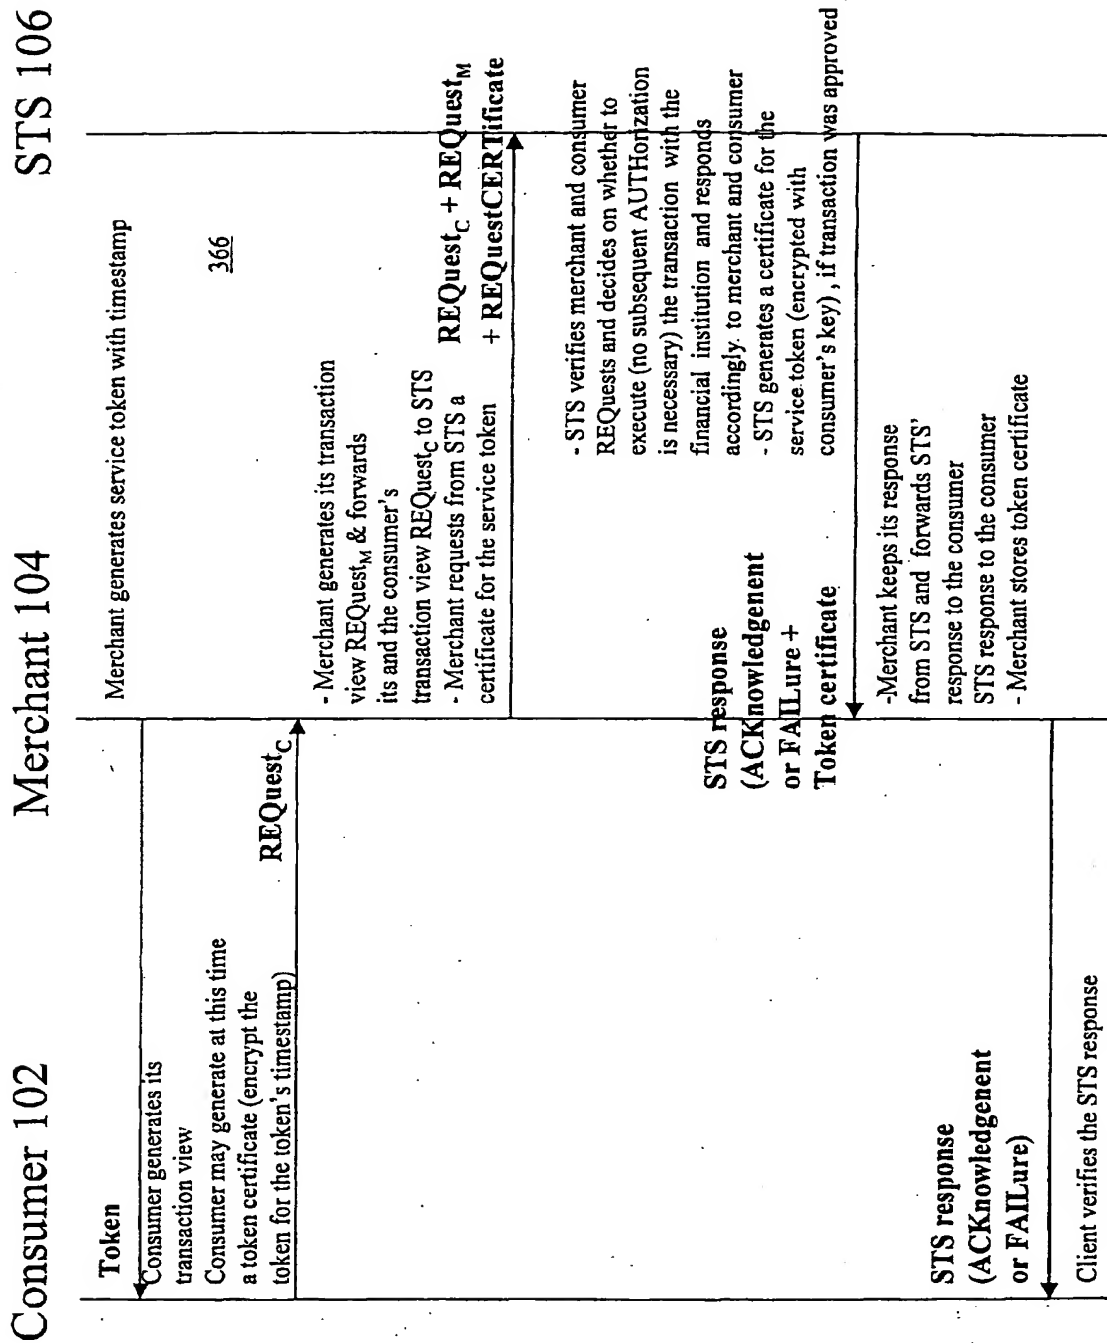 Consumer 102
Merchant 104
STS 106
Merchant generates service token with timestamp
366
Token
Consumer generates its
transaction view
Consumer may generate at this time
a token certificate (encrypt the
token for the token's timestamp)
REQuestC
- Merchant generates its transaction
view REQuestM & forwards
its and the consumer's
transaction view REQuestC to STS
- Merchant requests from STS a
certificate for the service token
REQuestC + REQuestM
+ REQuestCERTificate
- STS verifies merchant and consumer
REQuests and decides on whether to
execute (no subsequent AUTHorization
is necessary) the transaction with the
financial institution and responds
accordingly. to merchant and consumer
- STS generates a certificate for the
service token (encrypted with
consumer's key) , if transaction was approved
STS response
(ACKnowledgenent
or FAILure +
Token certificate
-Merchant keeps its response
from STS and forwards STS'
response to the consumer
STS response to the consumer
- Merchant stores token certificate
STS response
(ACKnowledgenent
or FAILure)
Client verifies the STS response